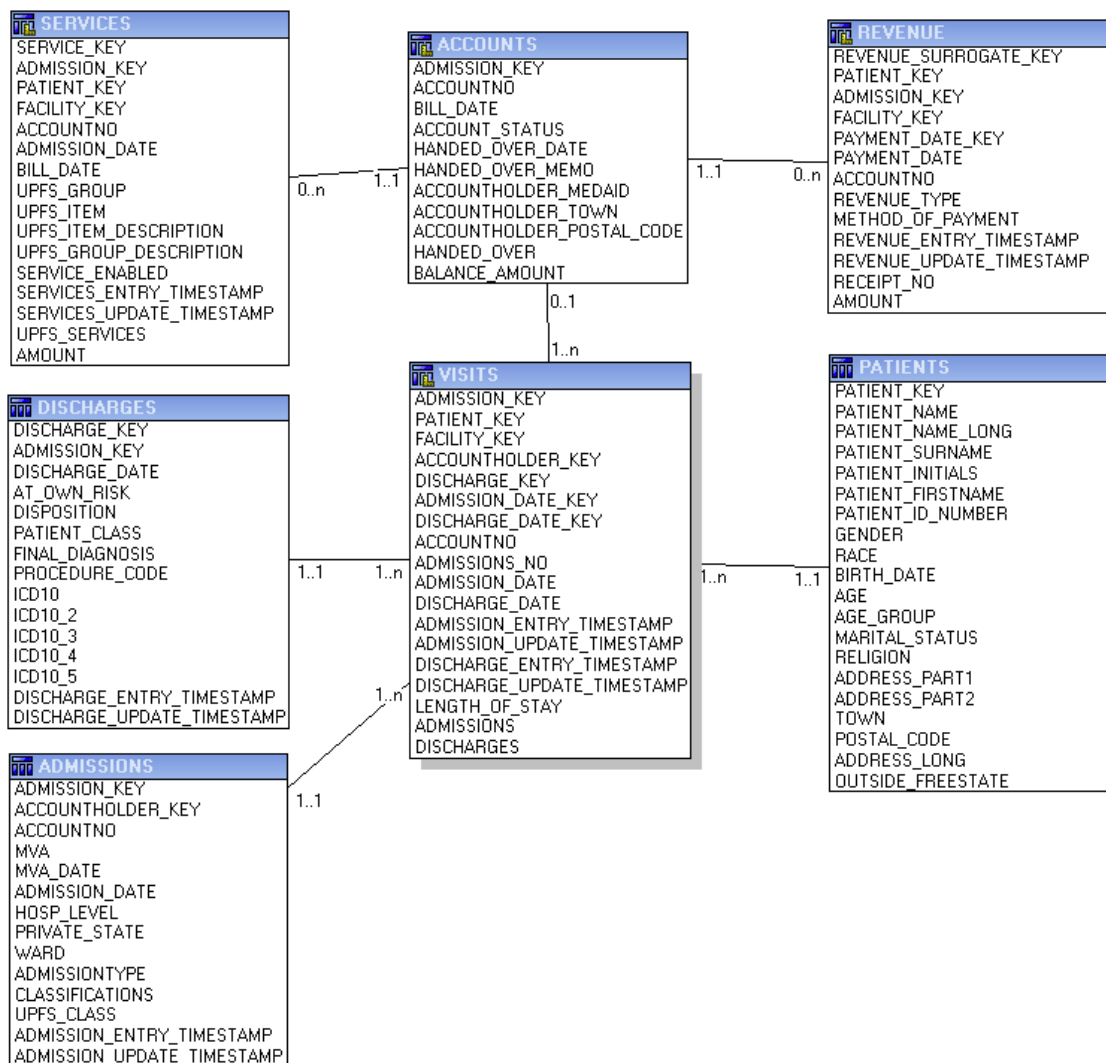 SERVICES
SERVICE_KEY
ADMISSION_KEY
PATIENT_KEY
FACILITY_KEY
ACCOUNTNO
ADMISSION_DATE
BILL_DATE
UPFS_GROUP
UPFS_ITEM
UPFS_ITEM_DESCRIPTION
UPFS_GROUP_DESCRIPTION
SERVICE_ENABLED
SERVICES_ENTRY_TIMESTAMP
SERVICES_UPDATE_TIMESTAMP
UPFS_SERVICES
AMOUNT
0..n
1..1
ACCOUNTS
ADMISSION_KEY
ACCOUNTNO
BILL_DATE
ACCOUNT_STATUS
HANDED_OVER_DATE
HANDED_OVER_MEMO
ACCOUNTHOLDER_MEDAID
ACCOUNTHOLDER_TOWN
ACCOUNTHOLDER_POSTAL_CODE
HANDED_OVER
BALANCE_AMOUNT
1..1
0..n
REVENUE
REVENUE_SURROGATE_KEY
PATIENT_KEY
ADMISSION_KEY
FACILITY_KEY
PAYMENT_DATE_KEY
PAYMENT_DATE
ACCOUNTNO
REVENUE_TYPE
METHOD_OF_PAYMENT
REVENUE_ENTRY_TIMESTAMP
REVENUE_UPDATE_TIMESTAMP
RECEIPT_NO
AMOUNT
0..1
1..n
DISCHARGES
DISCHARGE_KEY
ADMISSION_KEY
DISCHARGE_DATE
AT_OWN_RISK
DISPOSITION
PATIENT_CLASS
FINAL_DIAGNOSIS
PROCEDURE_CODE
ICD10
ICD10_2
ICD10_3
ICD10_4
ICD10_5
DISCHARGE_ENTRY_TIMESTAMP
DISCHARGE_UPDATE_TIMESTAMP
1..1
1..n
VISITS
ADMISSION_KEY
PATIENT_KEY
FACILITY_KEY
ACCOUNTHOLDER_KEY
DISCHARGE_KEY
ADMISSION_DATE_KEY
DISCHARGE_DATE_KEY
ACCOUNTNO
ADMISSIONS_NO
ADMISSION_DATE
DISCHARGE_DATE
ADMISSION_ENTRY_TIMESTAMP
ADMISSION_UPDATE_TIMESTAMP
DISCHARGE_ENTRY_TIMESTAMP
DISCHARGE_UPDATE_TIMESTAMP
LENGTH_OF_STAY
ADMISSIONS
DISCHARGES
1..n
1..1
PATIENTS
PATIENT_KEY
PATIENT_NAME
PATIENT_NAME_LONG
PATIENT_SURNAME
PATIENT_INITIALS
PATIENT_FIRSTNAME
PATIENT_ID_NUMBER
GENDER
RACE
BIRTH_DATE
AGE
AGE_GROUP
MARITAL_STATUS
RELIGION
ADDRESS_PART1
ADDRESS_PART2
TOWN
POSTAL_CODE
ADDRESS_LONG
OUTSIDE_FREESTATE
1..n
1..1
ADMISSIONS
ADMISSION_KEY
ACCOUNTHOLDER_KEY
ACCOUNTNO
MVA
MVA_DATE
ADMISSION_DATE
HOSP_LEVEL
PRIVATE_STATE
WARD
ADMISSIONTYPE
CLASSIFICATIONS
UPFS_CLASS
ADMISSION_ENTRY_TIMESTAMP
ADMISSION_UPDATE_TIMESTAMP